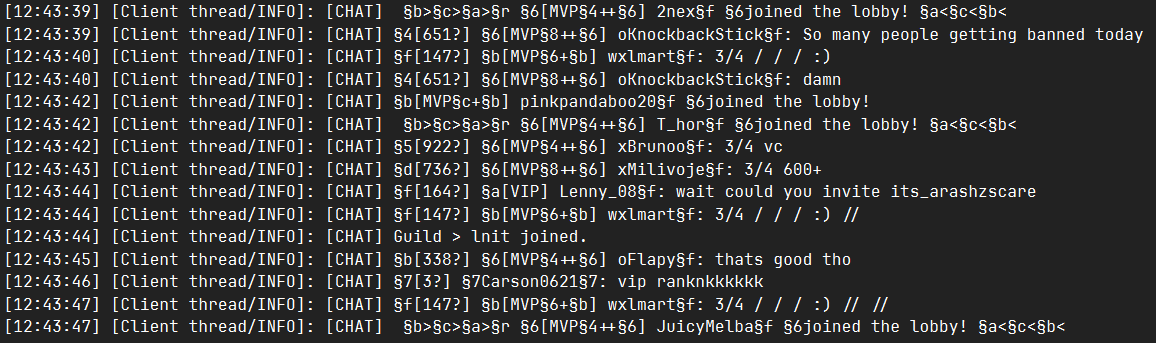 [12:43:39] [Client thread/INFO]: [CHAT]  §b>§c>§a>§r §6[MVP§4++§6] 2nex§f §6joined the lobby! §a<§c<§b<
[12:43:39] [Client thread/INFO]: [CHAT] §4[651?] §6[MVP§8++§6] oKnockbackStick§f: So many people getting banned today
[12:43:40] [Client thread/INFO]: [CHAT] §f[147?] §b[MVP§6+§b] wxlmart§f: 3/4 / / / :)
[12:43:40] [Client thread/INFO]: [CHAT] §4[651?] §6[MVP§8++§6] oKnockbackStick§f: damn
[12:43:42] [Client thread/INFO]: [CHAT] §b[MVP§c+§b] pinkpandaboo20§f §6joined the lobby!
[12:43:42] [Client thread/INFO]: [CHAT]  §b>§c>§a>§r §6[MVP§4++§6] T_hor§f §6joined the lobby! §a<§c<§b<
[12:43:42] [Client thread/INFO]: [CHAT] §5[922?] §6[MVP§4++§6] xBrunoo§f: 3/4 vc
[12:43:43] [Client thread/INFO]: [CHAT] §d[736?] §6[MVP§8++§6] xMilivoje§f: 3/4 600+
[12:43:44] [Client thread/INFO]: [CHAT] §f[164?] §a[VIP] Lenny_08§f: wait could you invite its_arashzscare
[12:43:44] [Client thread/INFO]: [CHAT] §f[147?] §b[MVP§6+§b] wxlmart§f: 3/4 / / / :) //
[12:43:44] [Client thread/INFO]: [CHAT] Guild > lnit joined.
[12:43:45] [Client thread/INFO]: [CHAT] §b[338?] §6[MVP§4++§6] oFlapy§f: thats good tho
[12:43:46] [Client thread/INFO]: [CHAT] §7[3?] §7Carson0621§7: vip ranknkkkkkk
[12:43:47] [Client thread/INFO]: [CHAT] §f[147?] §b[MVP§6+§b] wxlmart§f: 3/4 / / / :) // //
[12:43:47] [Client thread/INFO]: [CHAT]  §b>§c>§a>§r §6[MVP§4++§6] JuicyMelba§f §6joined the lobby! §a<§c<§b<